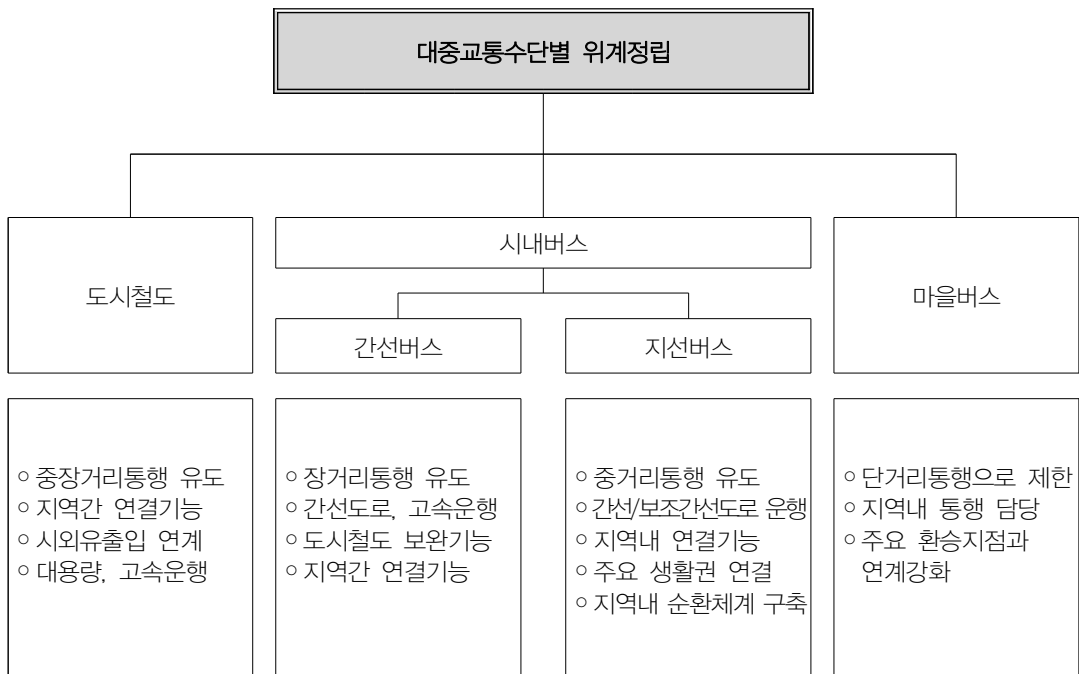 대중교통수단별 위계정립
도시철도
시내버스
마을버스
간선버스
지선버스
○ 중장거리통행 유도
○ 지역간 연결기능
○ 시외유출입 연계
○ 대용량, 고속운행
○ 장거리통행 유도
○ 간선도로, 고속운행
○ 도시철도 보완기능
○ 지역간 연결기능
○ 중거리통행 유도
○ 간선/보조간선도로 운행
○ 지역내 연결기능
○ 주요 생활권 연결
○ 지역내 순환체계 구축
○ 단거리통행으로 제한
○ 지역내 통행 담당
○ 주요 환승지점과
연계강화